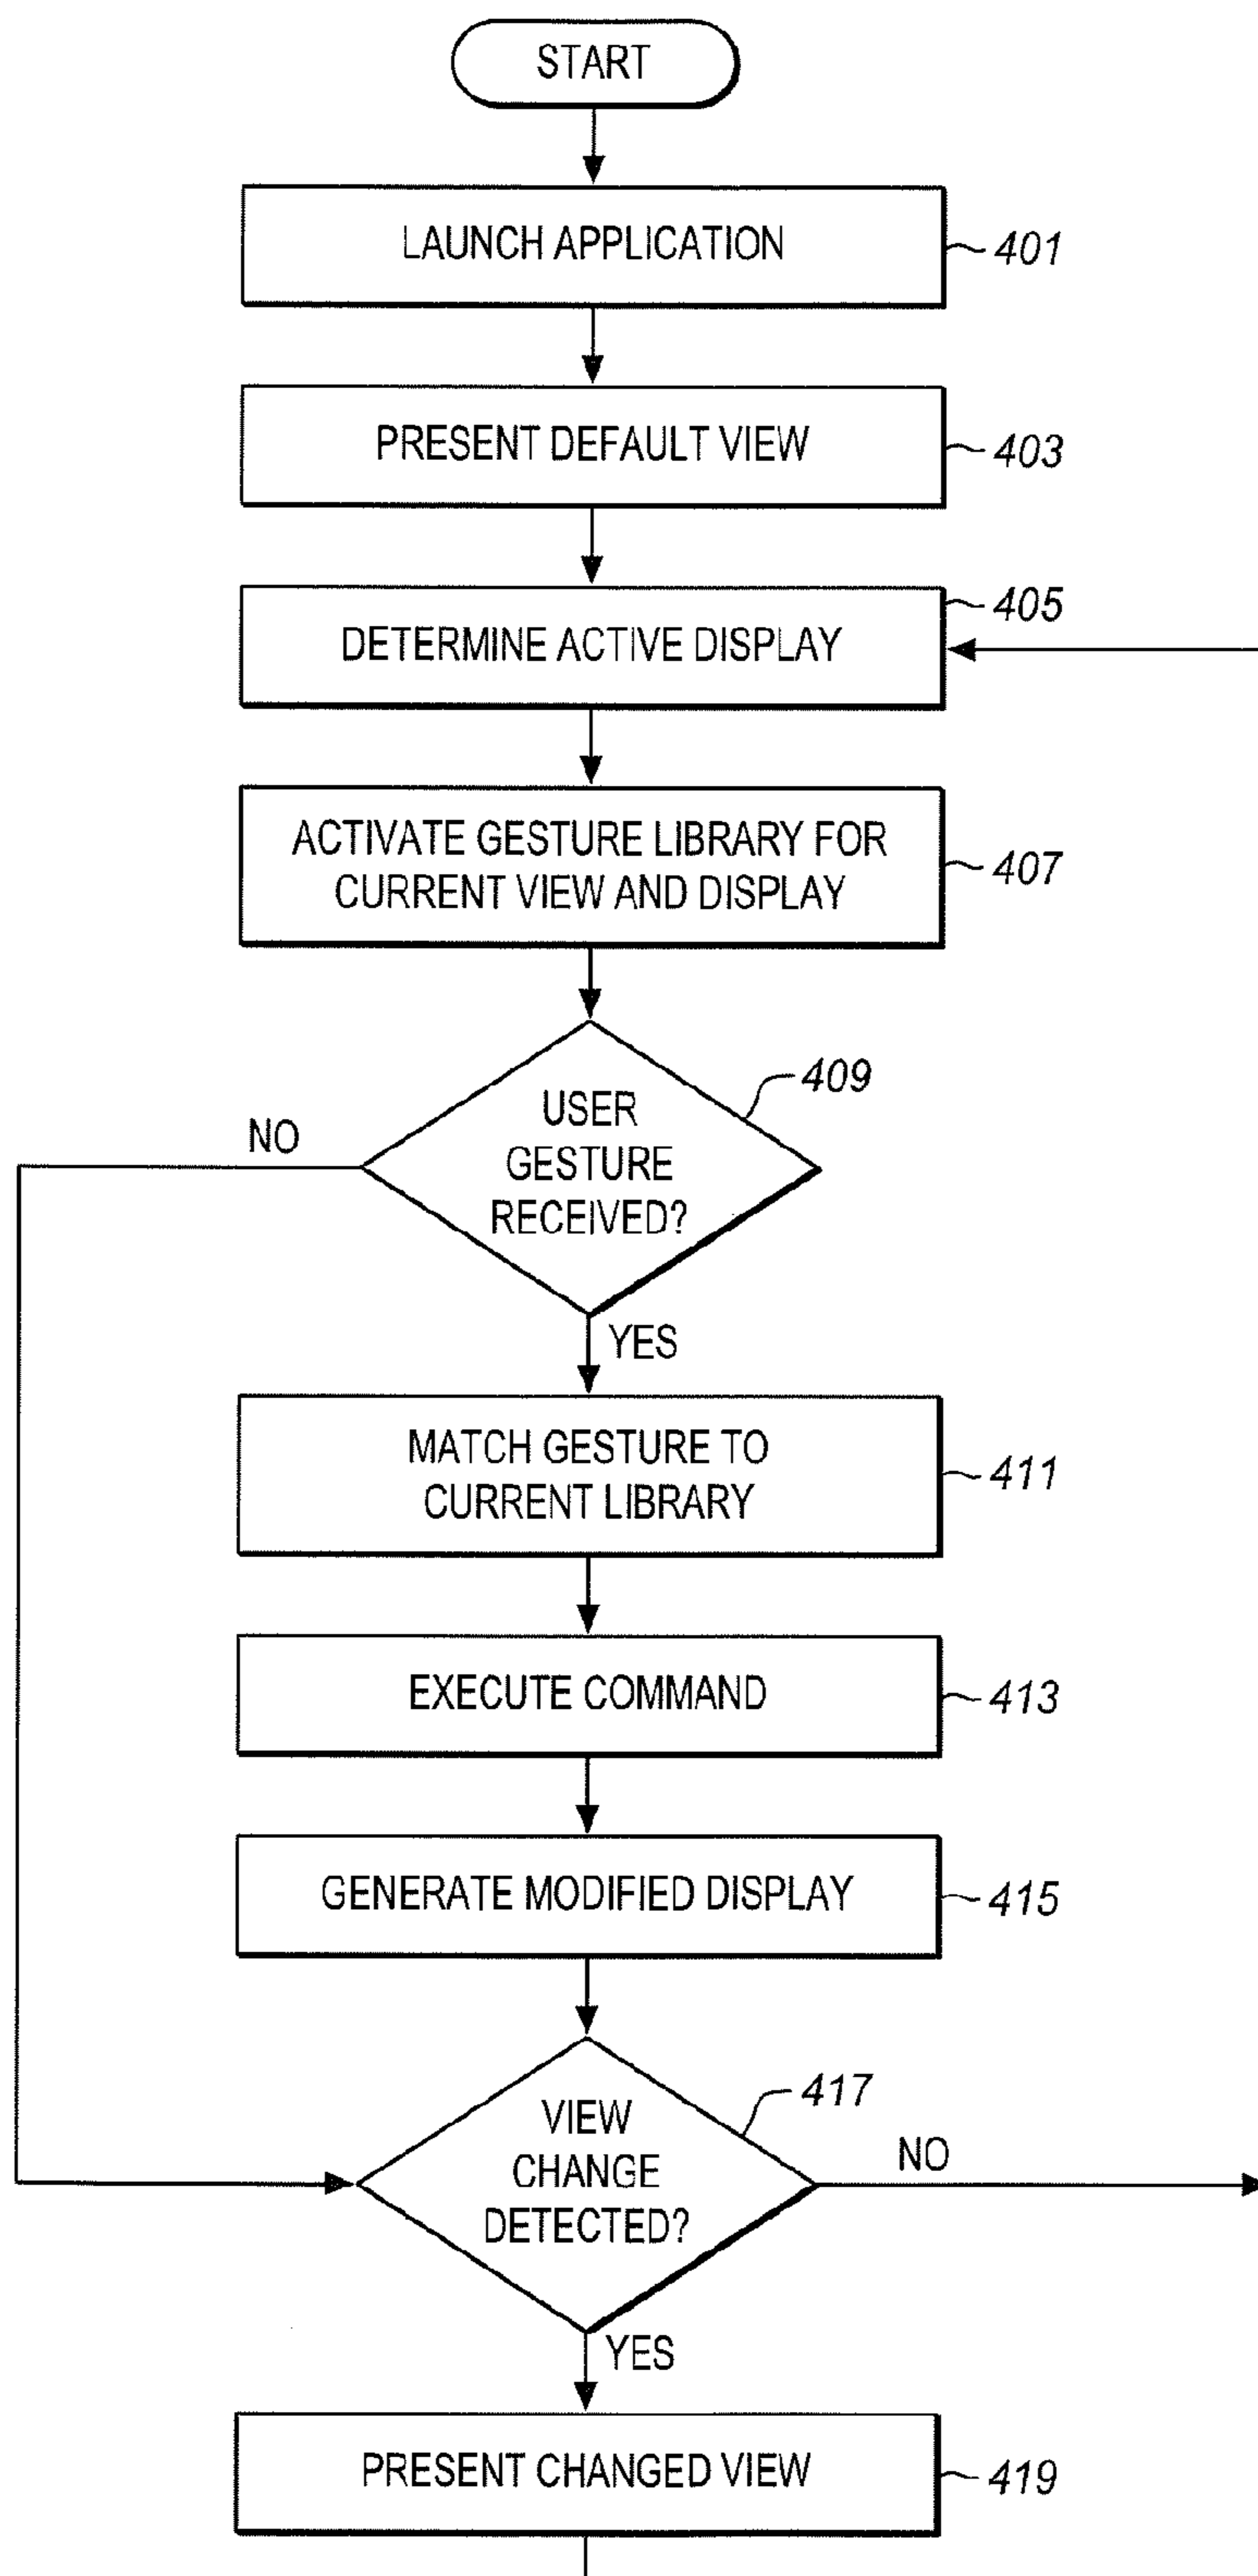 START
LAUNCH APPLICATION
401
PRESENT DEFAULT VIEW
403
DETERMINE ACTIVE DISPLAY
405
ACTIVATE GESTURE LIBRARY FOR
CURRENT VIEW AND DISPLAY
407
409
USER
GESTURE
RECEIVED?
NO
YES
MATCH GESTURE TO
CURRENT LIBRARY
411
EXECUTE COMMAND
413
GENERATE MODIFIED DISPLAY
415
417
VIEW
CHANGE
DETECTED?
NO
YES
PRESENT CHANGED VIEW
419